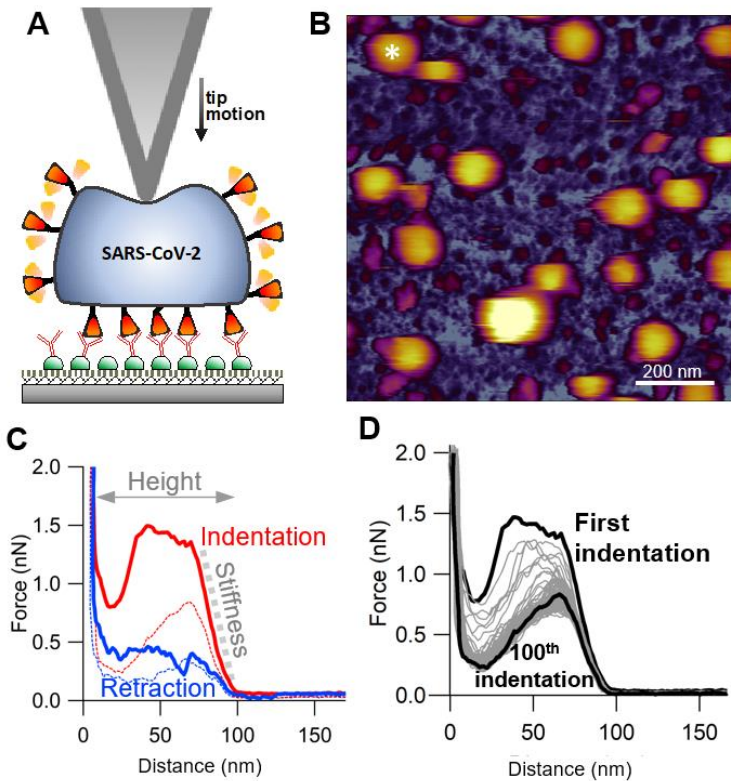 A
tip
motion
SARS-CoV-2
B
*
200 nm
C
2.0
1.5
1.0
0.5
0.0
Force (nN)
Height
Indentation
Stiffness
Retraction
0
50
100
150
Distance (nm)
D
2.0
1.5
1.0
0.5
0.0
Force (nN)
First
indentation
100th
indentation
0
50
100
150
Distance (nm)